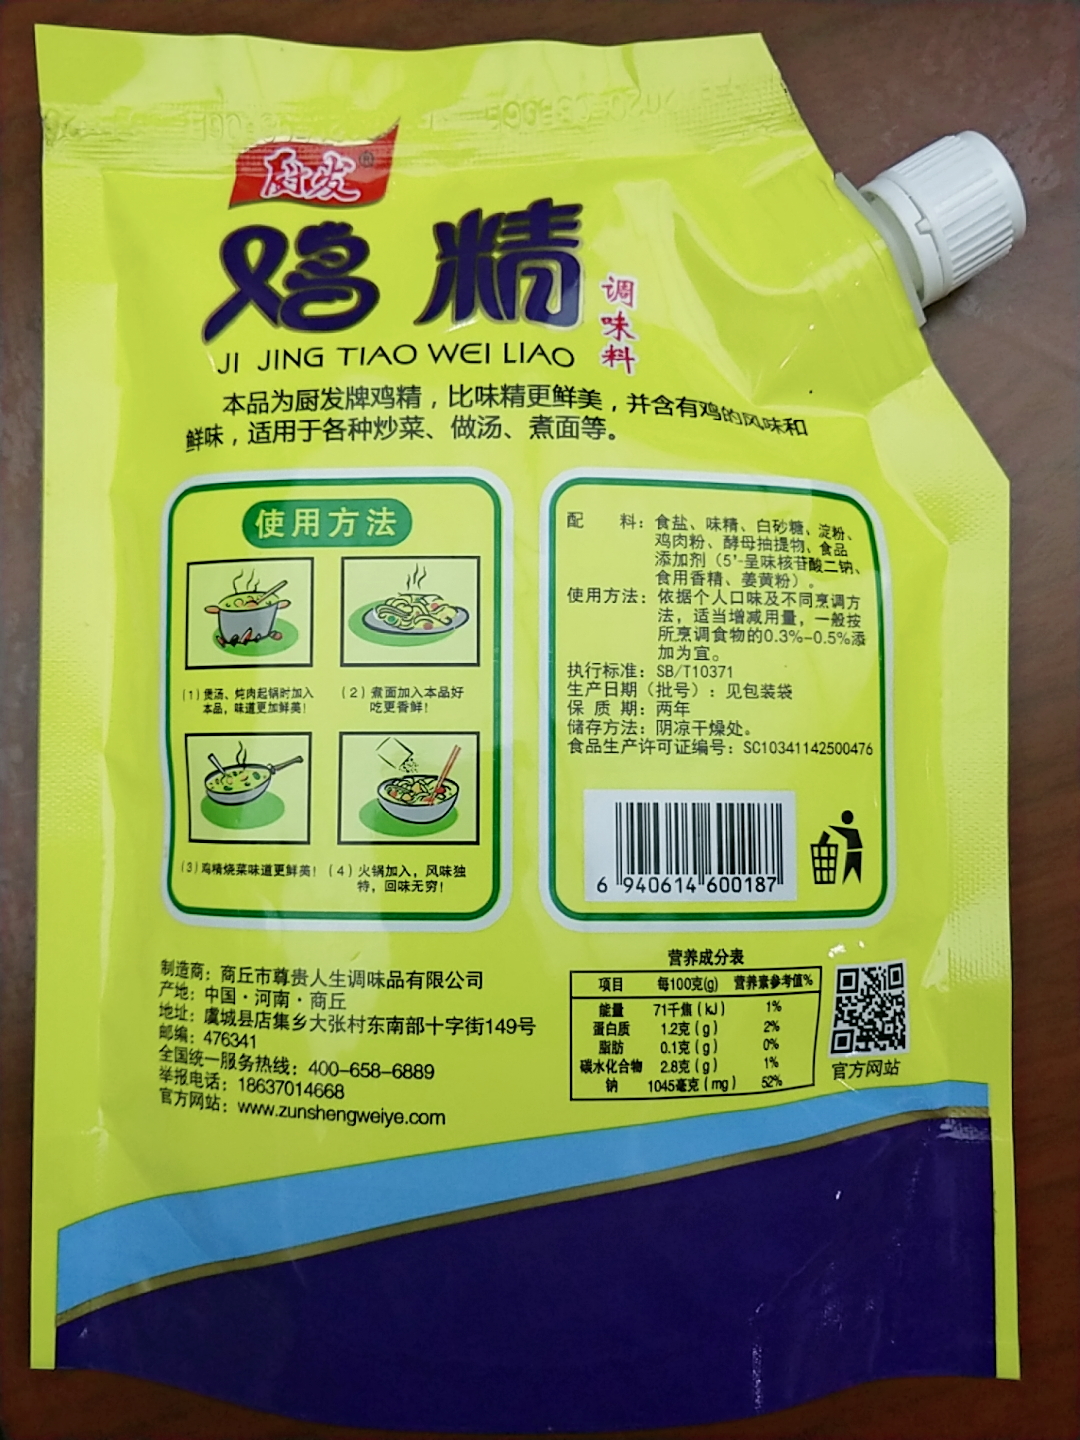 厨发®
鸡精
调味料
JI JING TIAO WEI LIAO
本品为厨发牌鸡精，比味精更鲜美，并含有鸡的风味和
鲜味，适用于各种炒菜、做汤、煮面等。
使用方法
(1)煲汤、炖肉起锅时加入
本品，味道更加鲜美！
(2)煮面加入本品好
吃更香鲜！
(3)鸡精烧菜味道更鲜美！
(4)火锅加入，风味独
特，回味无穷！
配 料：食盐、味精、白砂糖、淀粉、
鸡肉粉、酵母抽提物、食品
添加剂（5'-呈味核苷酸二钠、
食用香精、姜黄粉）。
使用方法：依据个人口味及不同烹调方
法，适当增减用量，一般按
所烹调食物的0.3%-0.5%添
加为宜。
执行标准：SB/T10371
生产日期（批号）：见包装袋
保 质 期：两年
储存方法：阴凉干燥处。
食品生产许可证编号：SC10341142500476
6 940614 600187
制造商：商丘市尊贵人生调味品有限公司
产地：中国·河南·商丘
地址：虞城县店集乡大张村东南部十字街149号
邮编：476341
全国统一服务热线：400-658-6889
举报电话：18637014668
官方网站：www.zunshengweiye.com
营养成分表
项目 每100克(g) 营养素参考值%
能量 71千焦(kJ) 1%
蛋白质 1.2克(g) 2%
脂肪 0.1克(g) 0%
碳水化合物 2.8克(g) 1%
钠 1045毫克(mg) 52%
官方网站